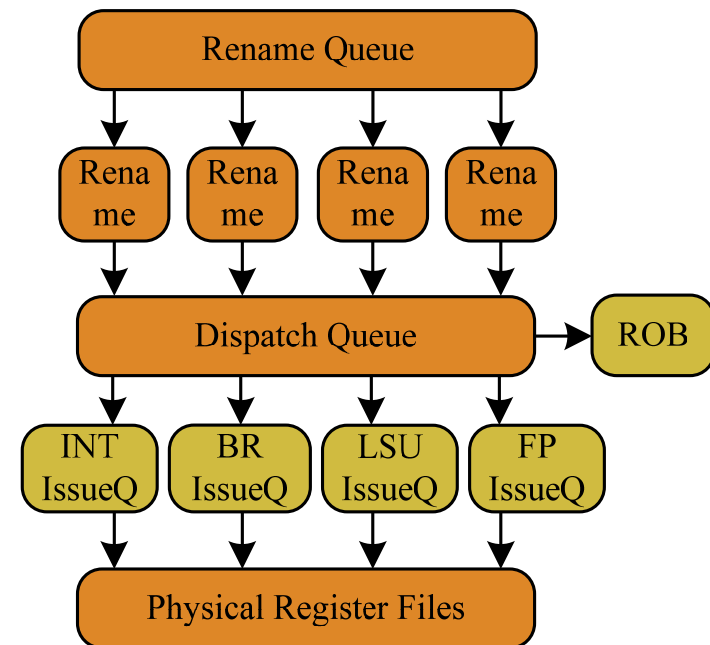 Rename Queue
Rena
me
Rena
me
Rena
me
Rena
me
Dispatch Queue
ROB
INT
IssueQ
BR
IssueQ
LSU
IssueQ
FP
IssueQ
Physical Register Files